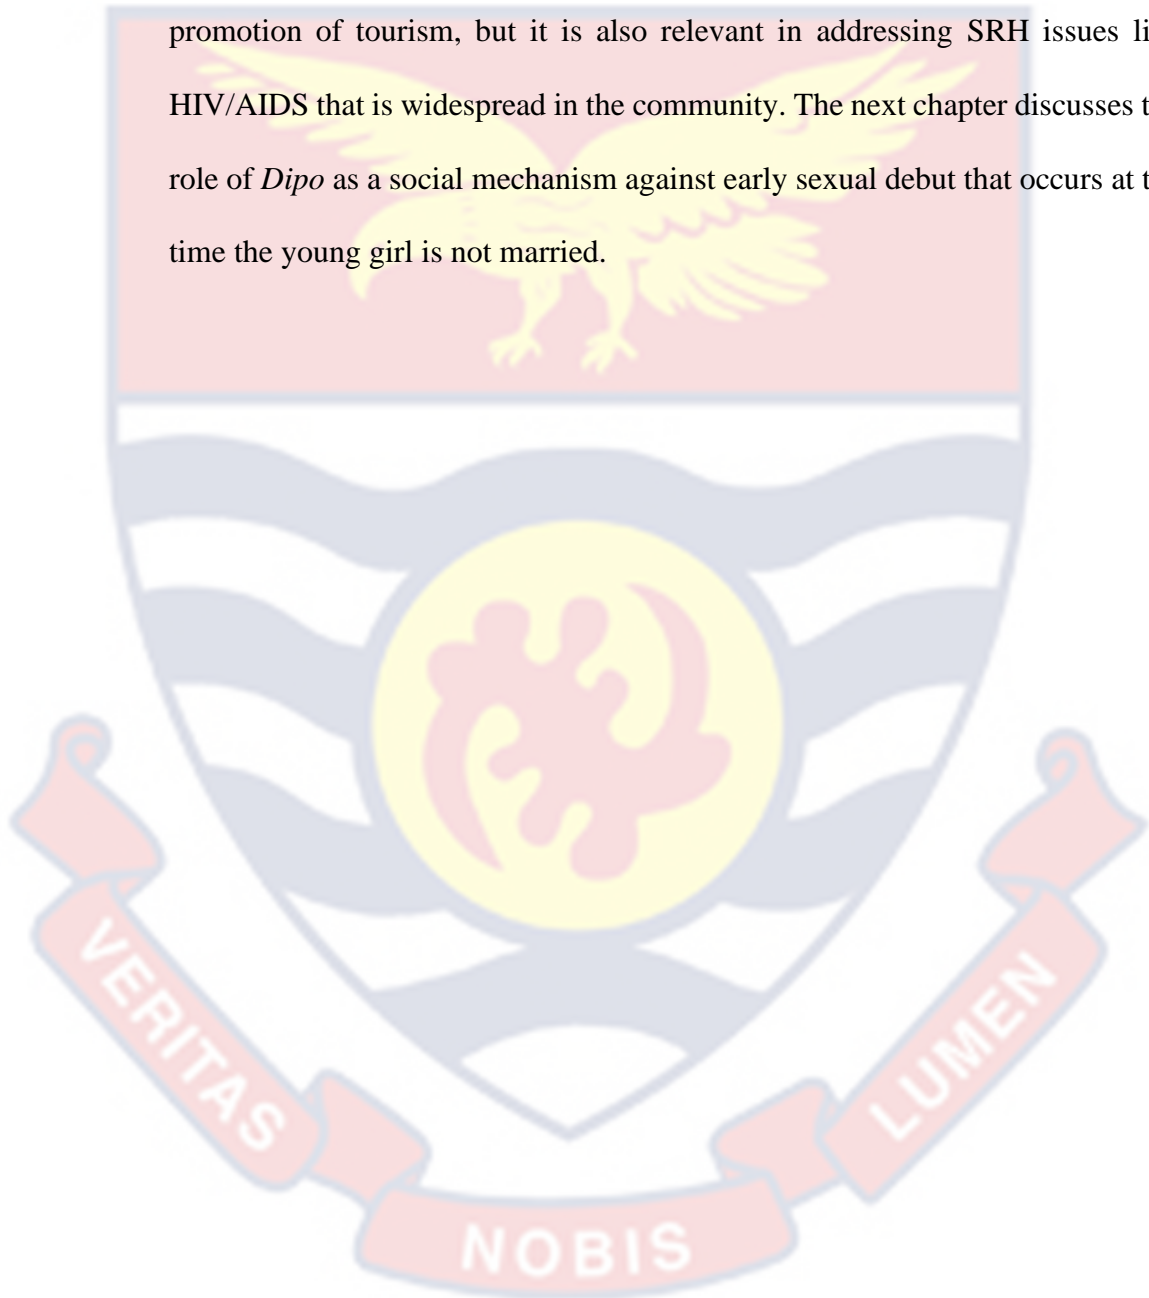 promotion of tourism, but it is also relevant in addressing SRH issues li
HIV/AIDS that is widespread in the community. The next chapter discusses t
role of Dipo as a social mechanism against early sexual debut that occurs at t
time the young girl is not married.
VERITAS
NOBIS
LUMEN